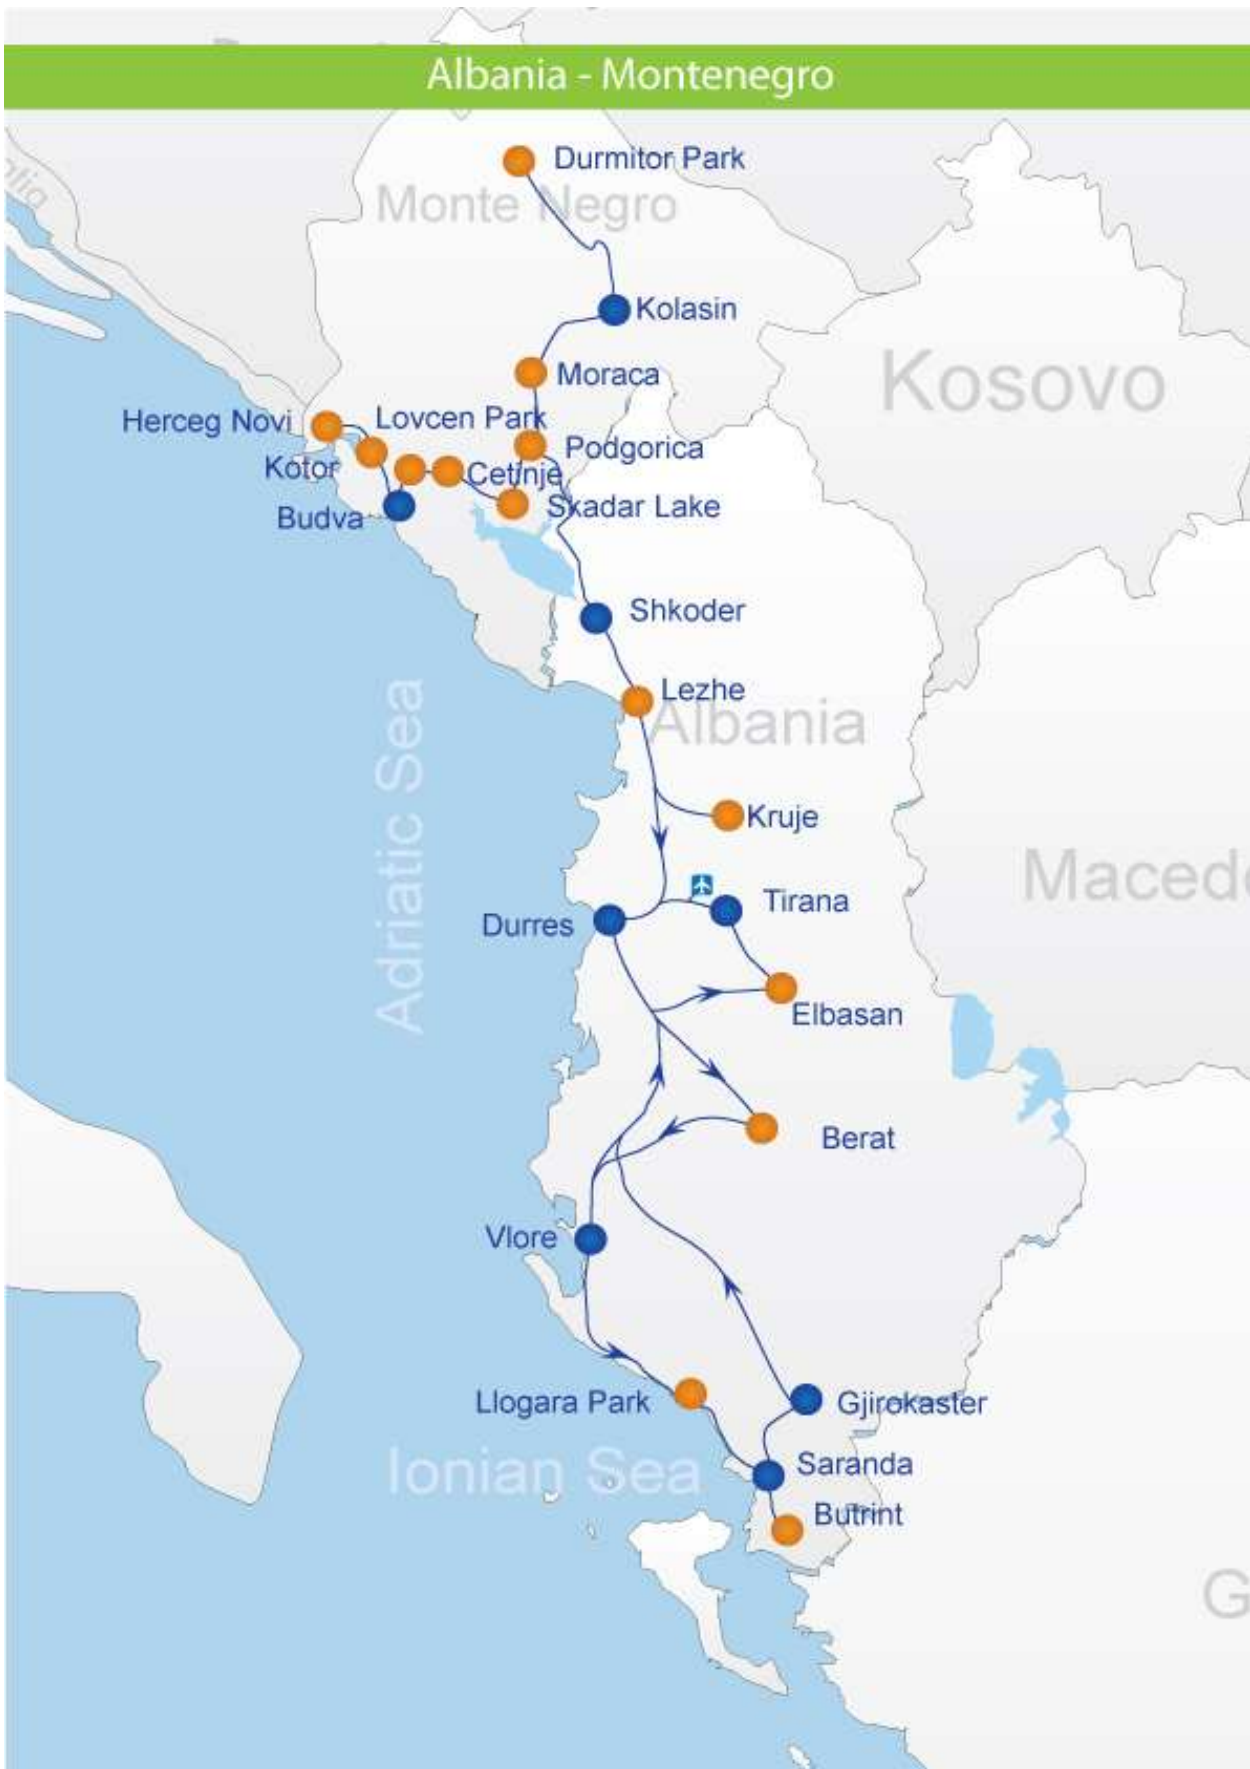 Albania - Montenegro
Durmitor Park
Monte Negro
Kolasin
Kosovo
Moraca
Herceg Novi
Lovcen Park
Podgorica
Kotor
Cetinje
Skadar Lake
Budva
Shkoder
Lezhe
Albania
Adriatic Sea
Kruje
Macedo
Tirana
Durres
Elbasan
Berat
Vlore
Llogara Park
Gjirokaster
Ionian Sea
Saranda
Butrint
G